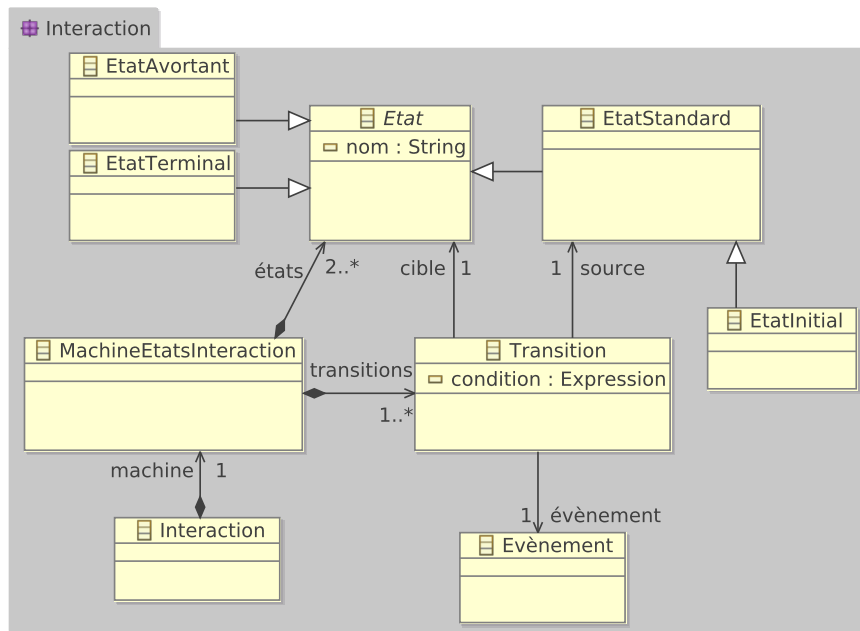 Interaction
EtatAvortant
Etat
nom : String
EtatStandard
EtatTerminal
états
2..*
cible
1
1
source
EtatInitial
MachineEtatsInteraction
transitions
1..*
Transition
condition : Expression
machine
1
1
évènement
Interaction
Evènement